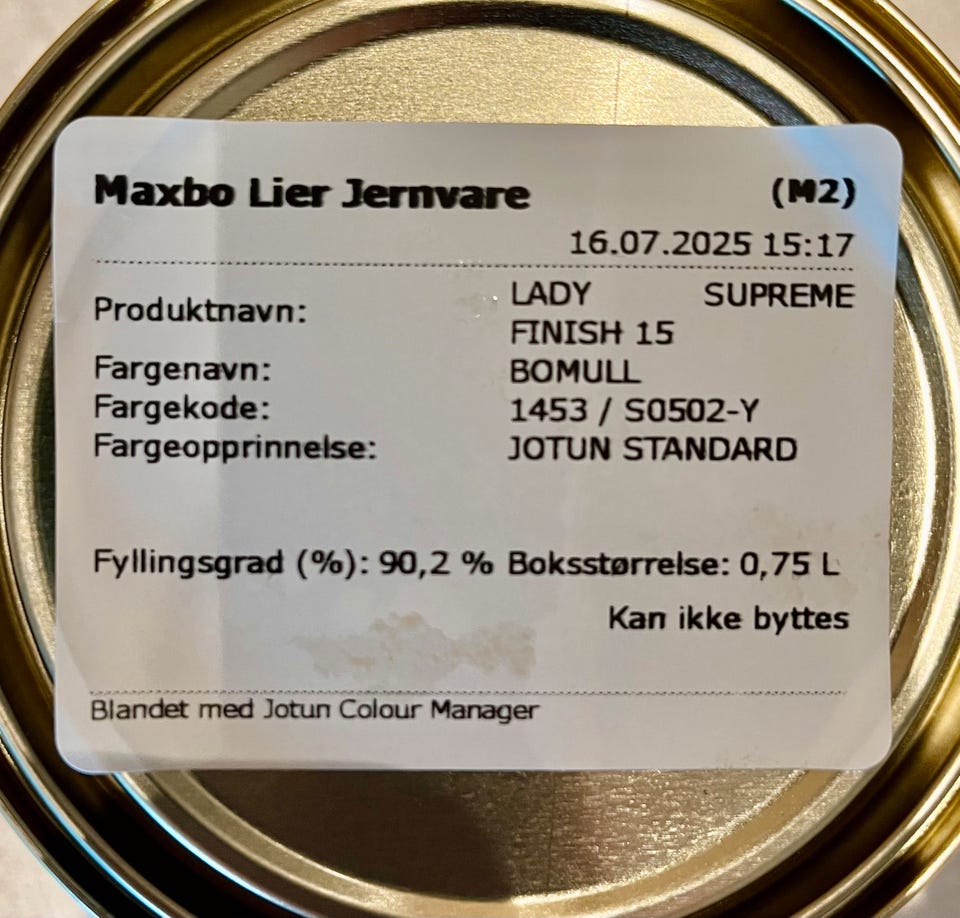 Maxbo Lier Jernvare (M2)
16.07.2025 15:17
Produktnavn: LADY SUPREME
FINISH 15
Fargenavn: BOMULL
Fargekode: 1453 / S0502-Y
Fargeopprinnelse: JOTUN STANDARD
Fyllingsgrad (%): 90,2 % Boksstørrelse: 0,75 L
Kan ikke byttes
Blandet med Jotun Colour Manager